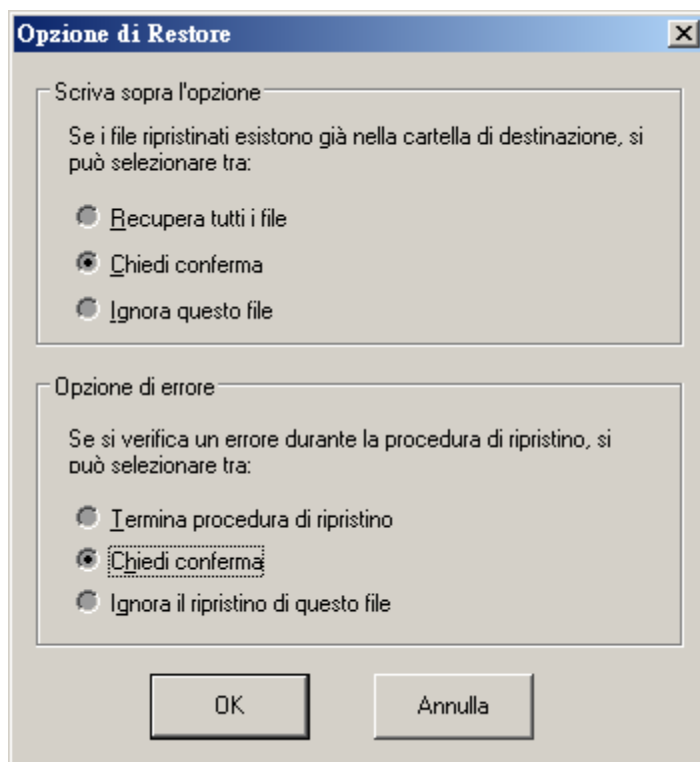 Opzione di Restore
Scriva sopra l'opzione
Se i file ripristinati esistono già nella cartella di destinazione, si
può selezionare tra:
Recupera tutti i file
Chiedi conferma
Ignora questo file
Opzione di errore
Se si verifica un errore durante la procedura di ripristino, si
può selezionare tra:
Termina procedura di ripristino
Chiedi conferma
Ignora il ripristino di questo file
OK
Annulla